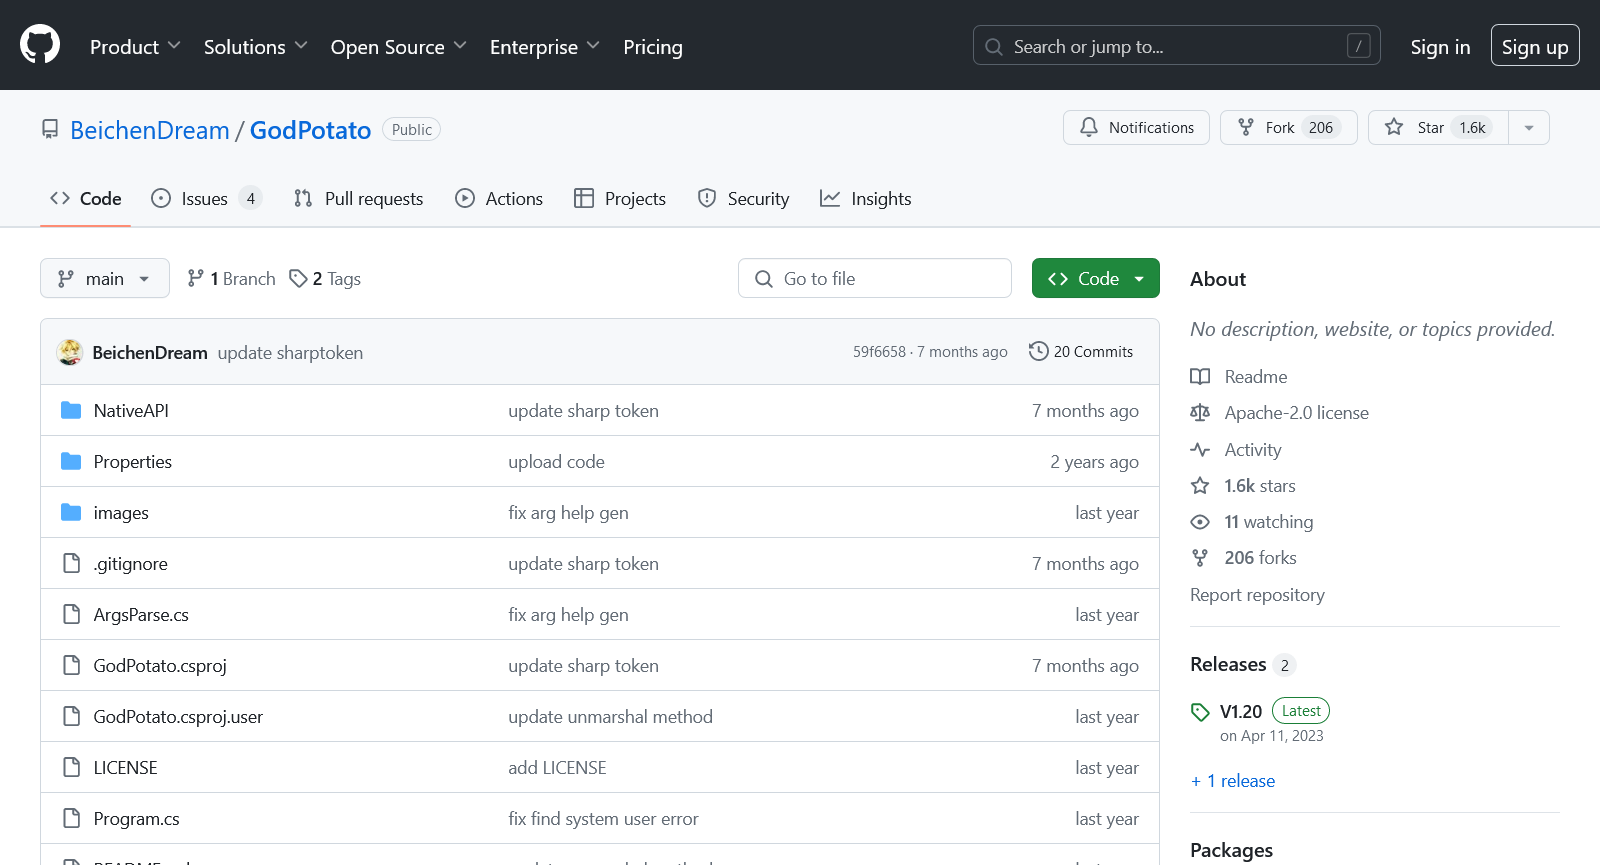 Product Solutions Open Source Enterprise Pricing Search or jump to... / Sign in Sign up
BeichenDream / GodPotato Public Notifications Fork 206 Star 1.6k
Code Issues 4 Pull requests Actions Projects Security Insights
main 1 Branch 2 Tags Go to file Code
BeichenDream update sharptoken 59f6658 · 7 months ago 20 Commits
NativeAPI update sharp token 7 months ago
Properties upload code 2 years ago
images fix arg help gen last year
.gitignore update sharp token 7 months ago
ArgsParse.cs fix arg help gen last year
GodPotato.csproj update sharp token 7 months ago
GodPotato.csproj.user update unmarshal method last year
LICENSE add LICENSE last year
Program.cs fix find system user error last year
About
No description, website, or topics provided.
Readme
Apache-2.0 license
Activity
1.6k stars
11 watching
206 forks
Report repository
Releases 2
V1.20 Latest
on Apr 11, 2023
+ 1 release
Packages